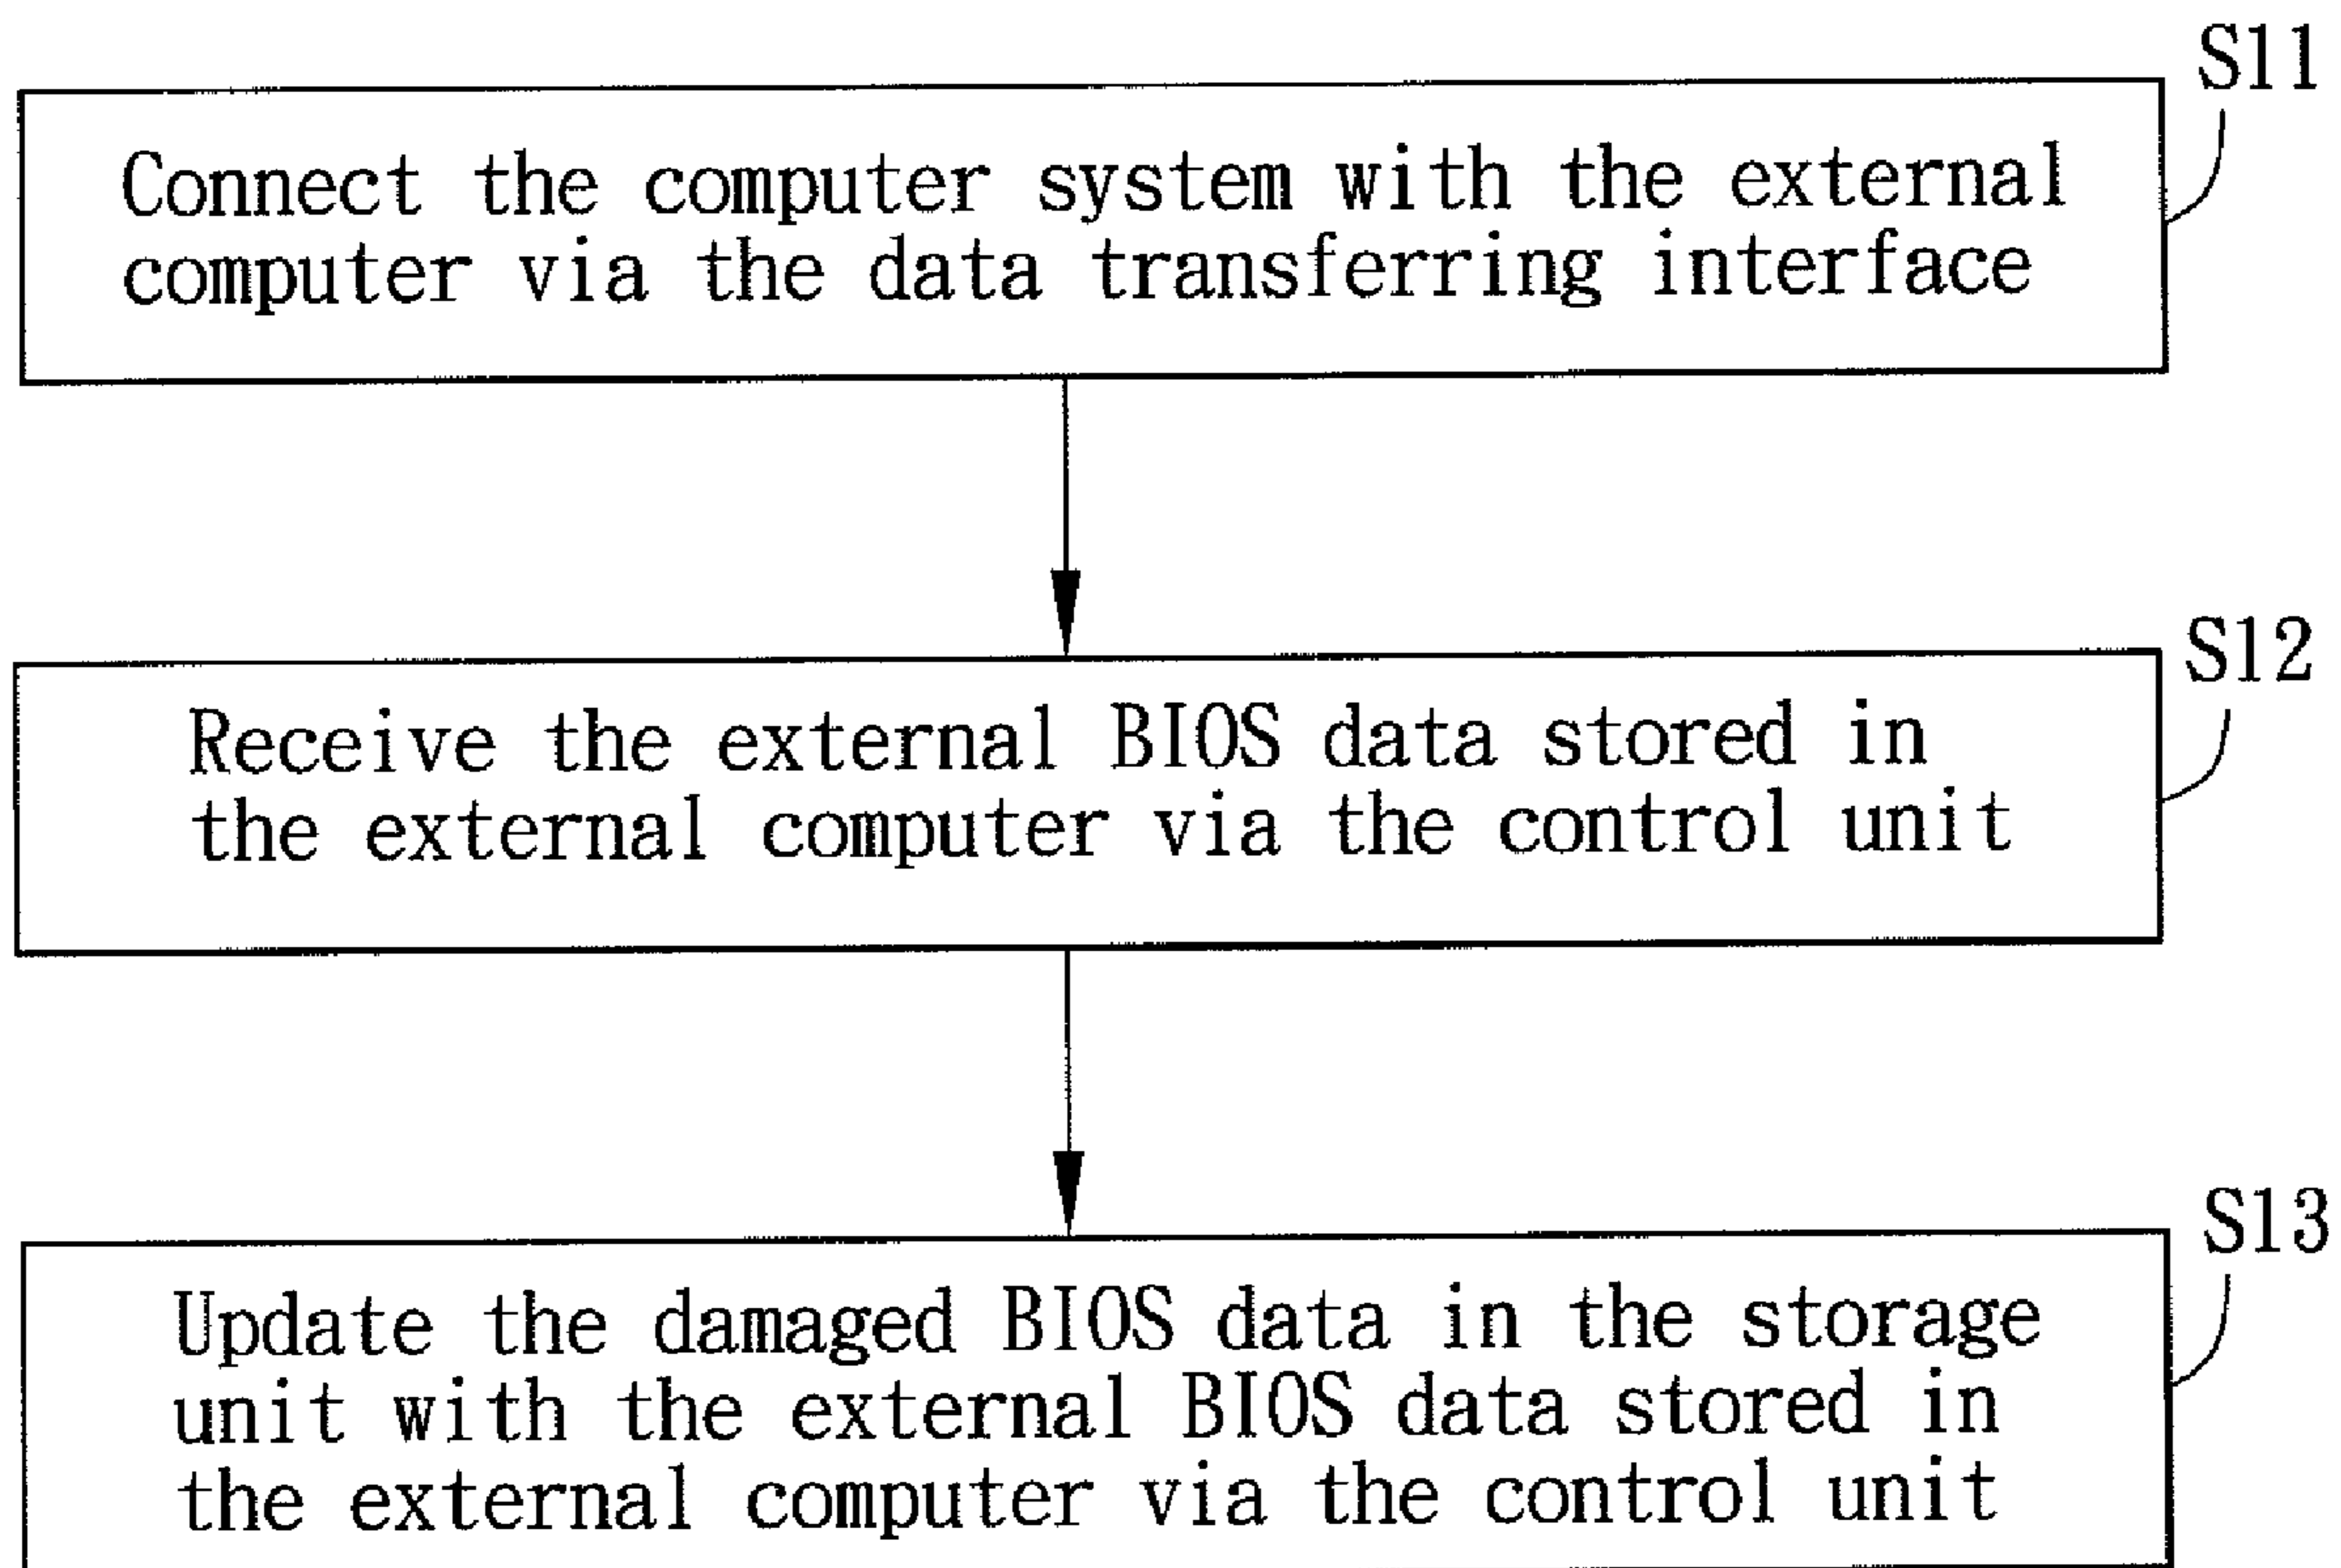 S11
Connect the computer system with the external
computer via the data transferring interface
S12
Receive the external BIOS data stored in
the external computer via the control unit
S13
Update the damaged BIOS data in the storage
unit with the external BIOS data stored in
the external computer via the control unit